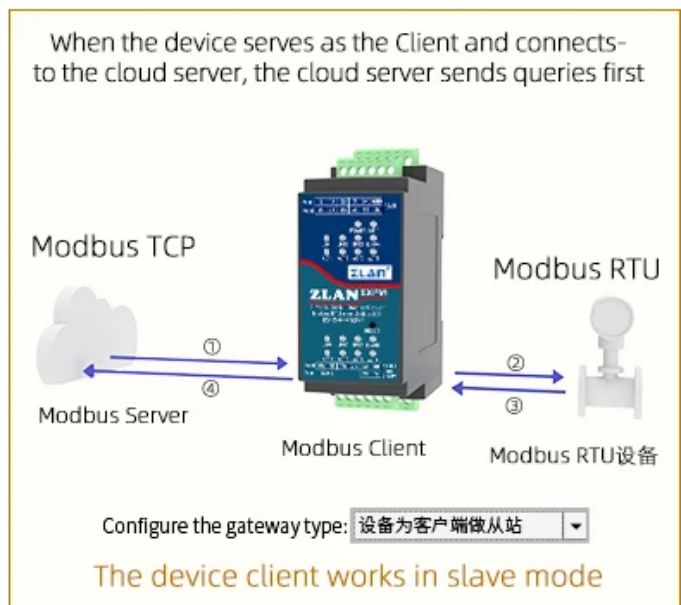 When the device serves as the Client and connects-
to the cloud server, the cloud server sends queries first
Modbus TCP
Modbus RTU
ZLAN
ZLAN
①
②
④
③
Modbus Server
Modbus Client
Modbus RTU设备
Configure the gateway type: 设备为客户端做从站
The device client works in slave mode